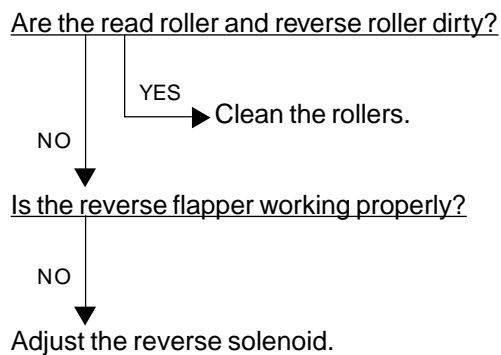 Are the read roller and reverse roller dirty?
YES
Clean the rollers.
NO
Is the reverse flapper working properly?
NO
Adjust the reverse solenoid.